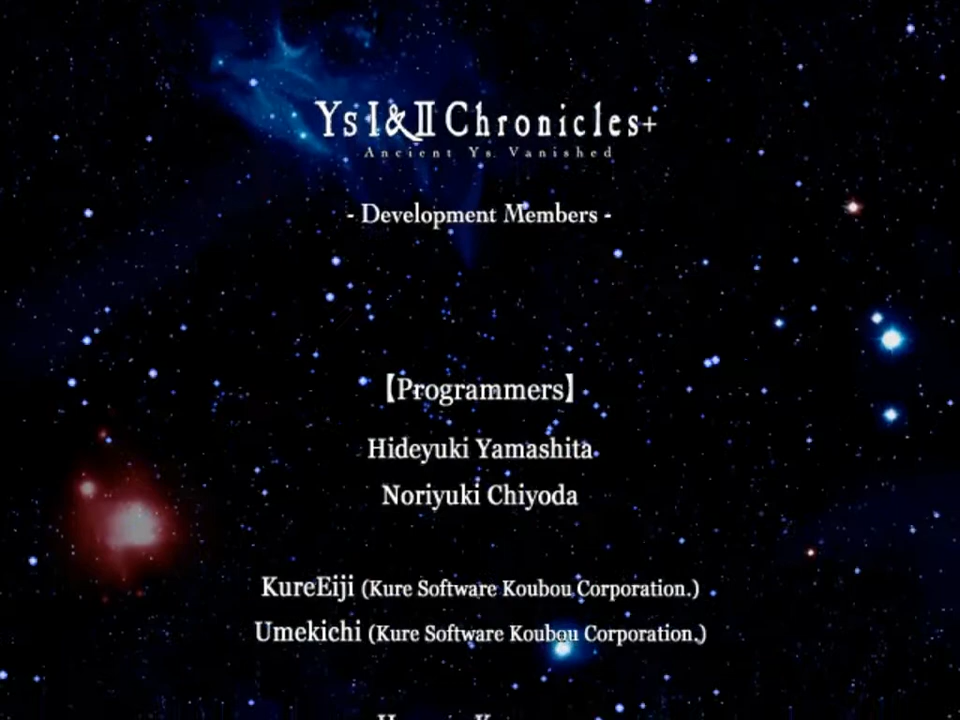 Ys I&II Chronicles+
Ancient Ys Vanished
- Development Members -
【Programmers】
Hideyuki Yamashita
Noriyuki Chiyoda
KureEiji (Kure Software Koubou Corporation.)
Umekichi (Kure Software Koubou Corporation.)